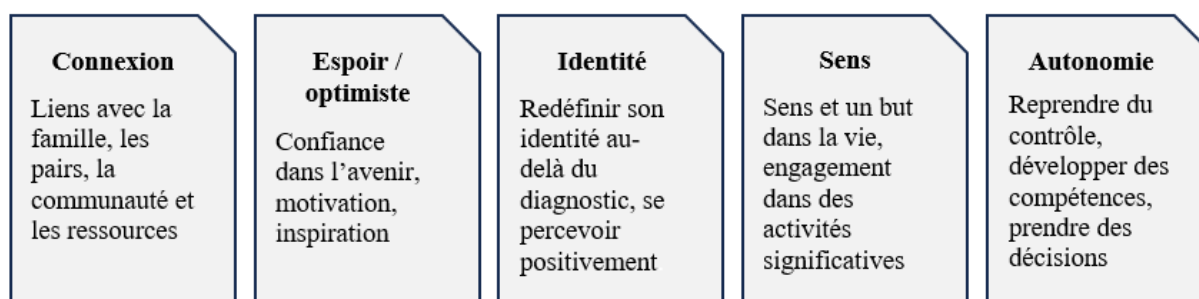 Connexion
Liens avec la
famille, les
pairs, la
communauté et
les ressources
Espoir /
optimiste
Confiance
dans l’avenir,
motivation,
inspiration
Identité
Redéfinir son
identité au-
delà du
diagnostic, se
percevoir
positivement
Sens
Sens et un but
dans la vie,
engagement
dans des
activités
significatives
Autonomie
Reprendre du
contrôle,
développer des
compétences,
prendre des
décisions